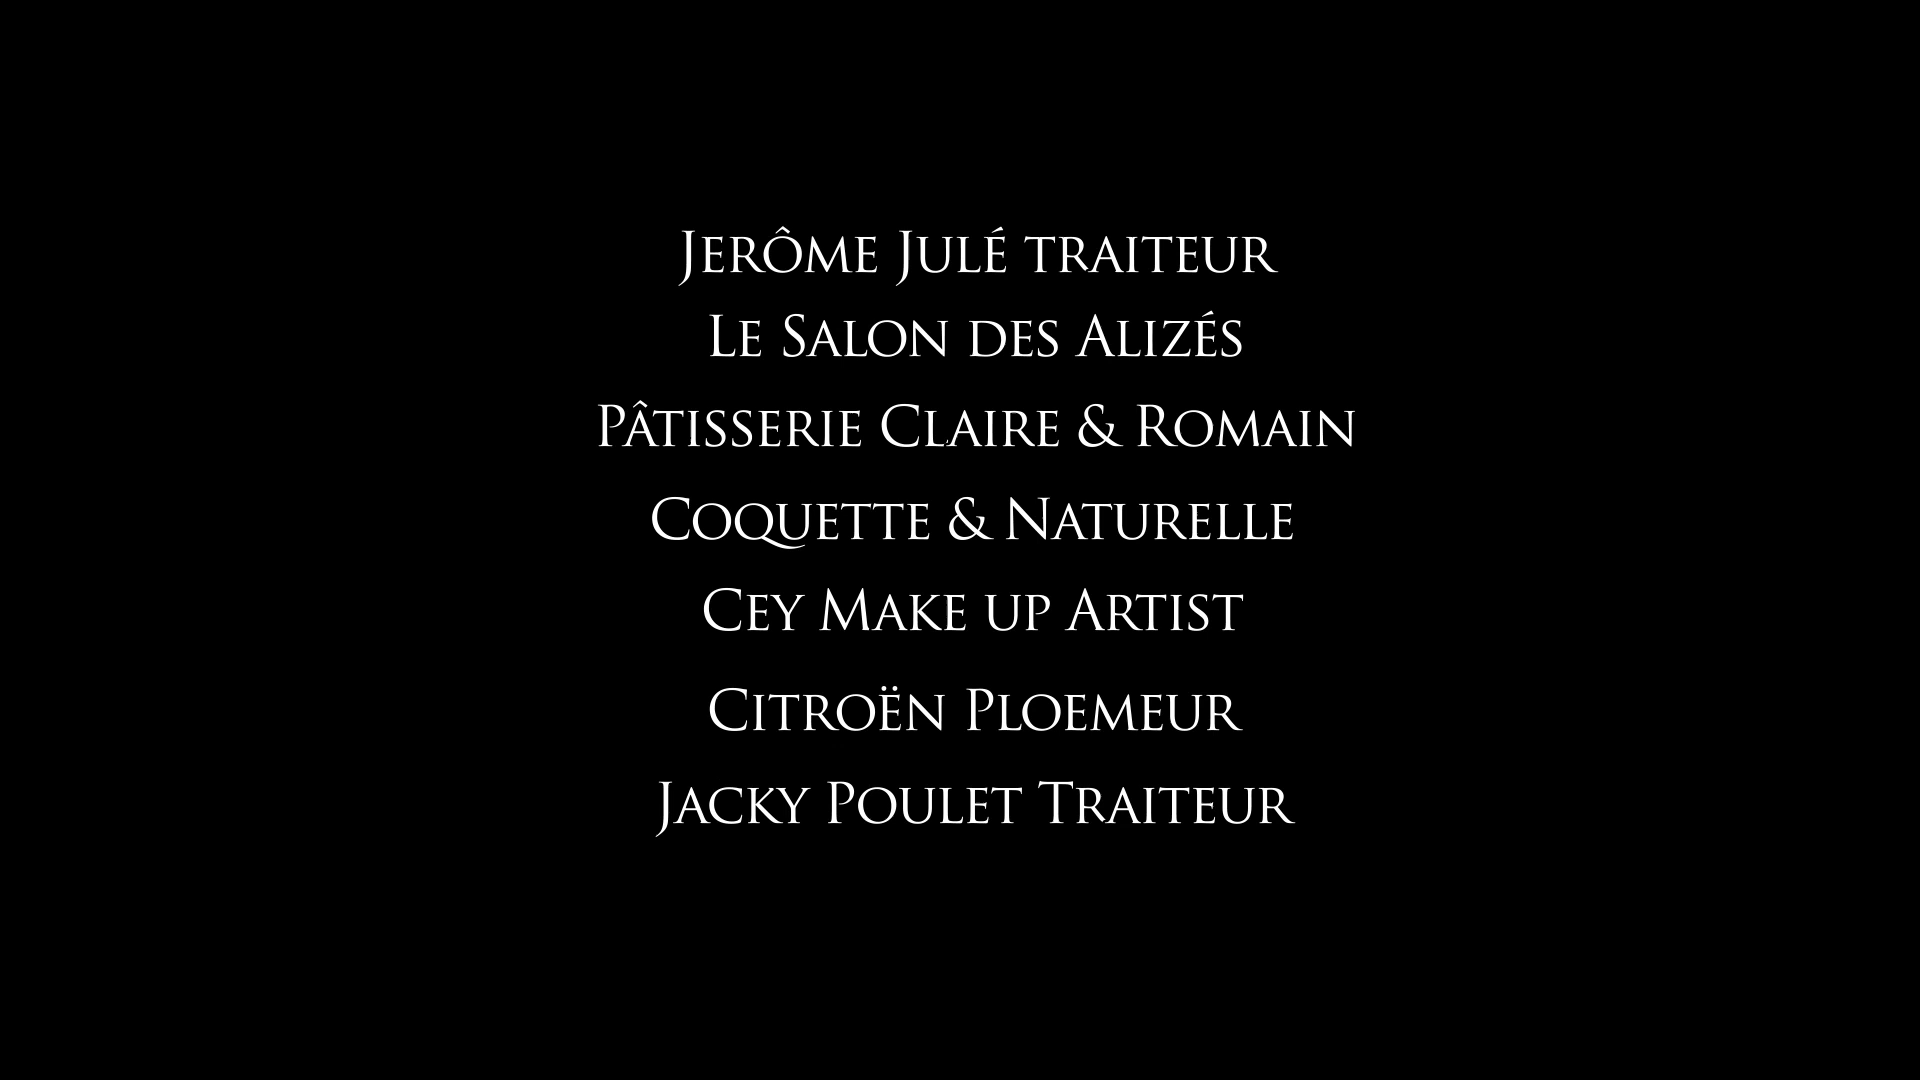 Jerôme Julé traiteur
Le Salon des Alizés
Pâtisserie Claire & Romain
Coquette & Naturelle
Cey Make up Artist
Citroën Ploemeur
Jacky Poulet Traiteur